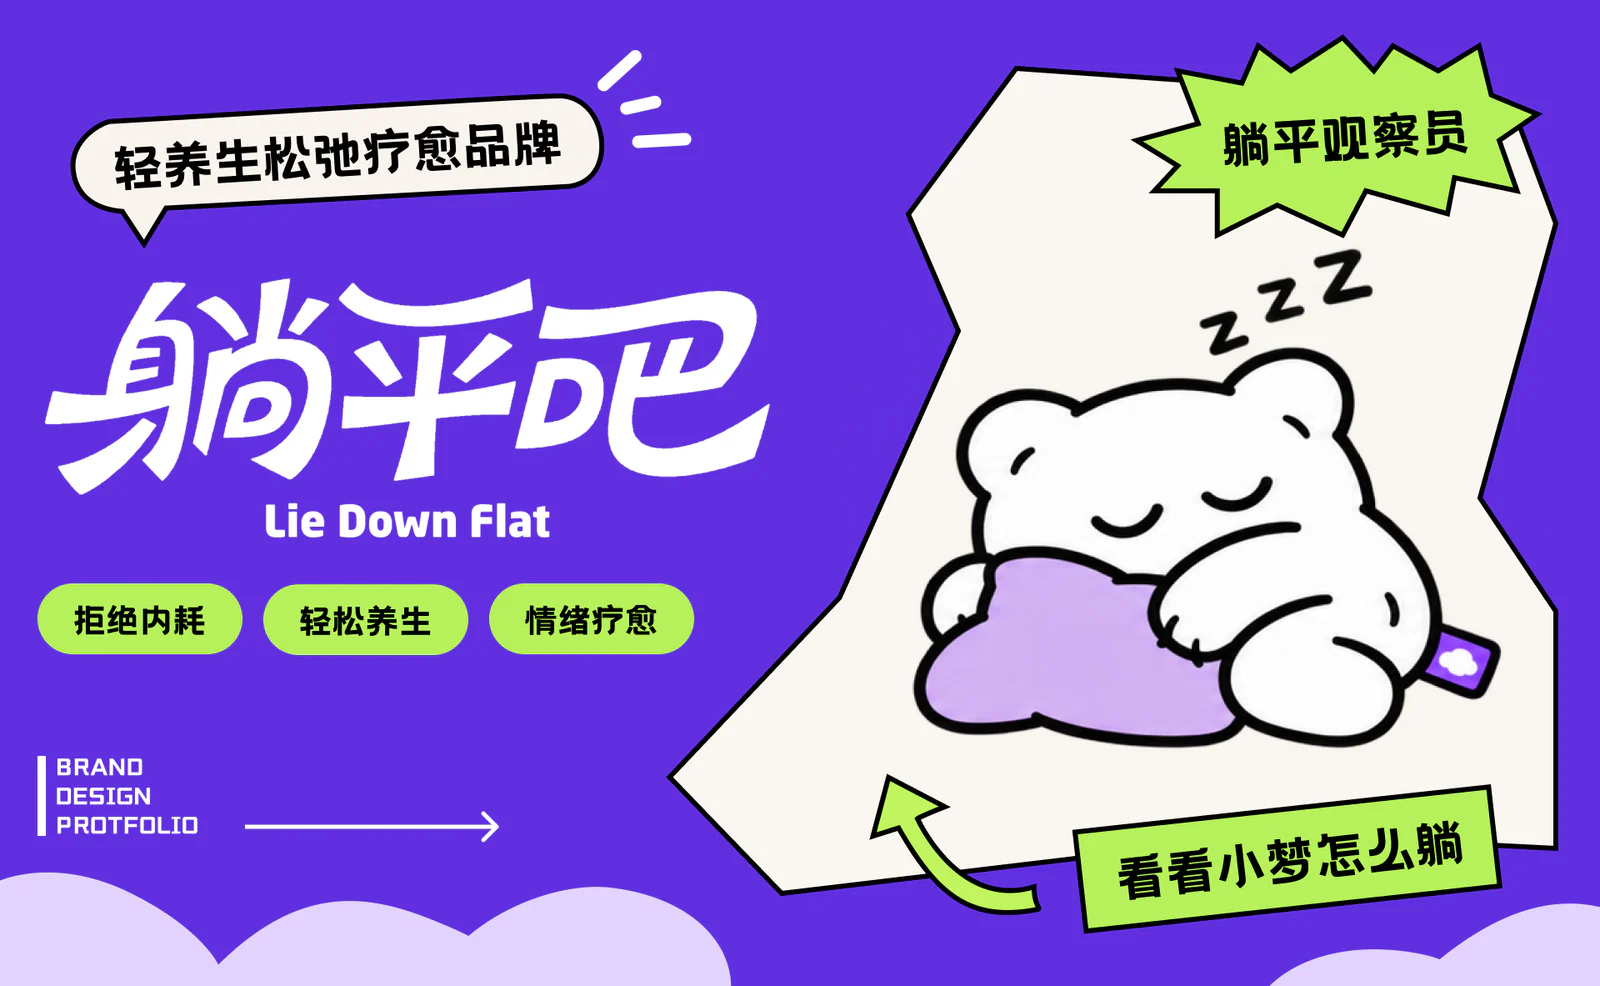 轻养生松弛疗愈品牌
躺平观察员
zzz
躺平吧
Lie Down Flat
拒绝内耗
轻松养生
情绪疗愈
BRAND
DESIGN
PROTFOLIO
看看小梦怎么躺